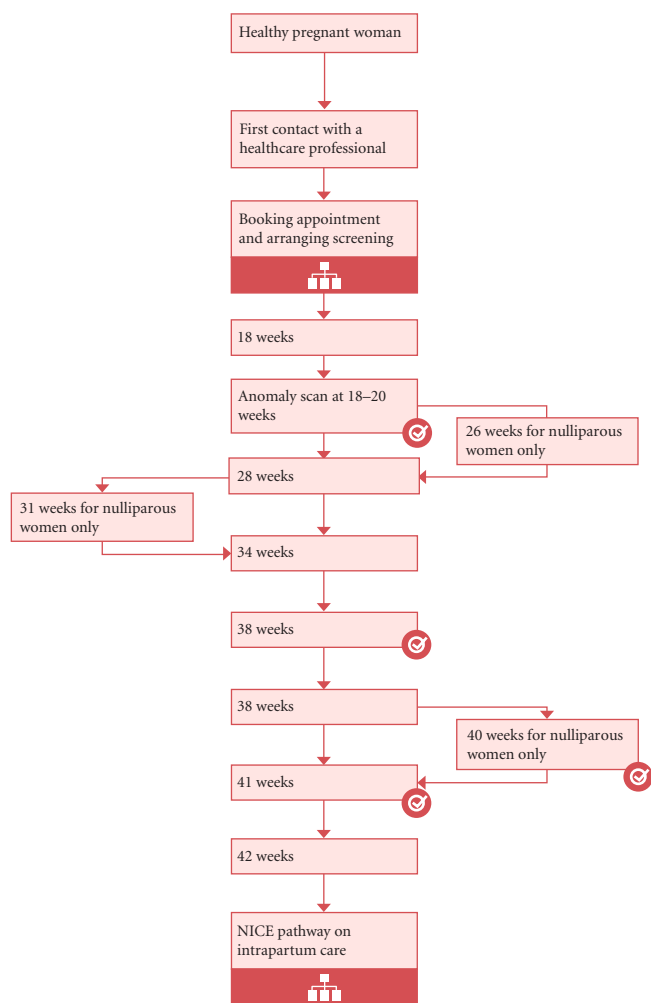 Healthy pregnant woman
First contact with a
healthcare professional
Booking appointment
and arranging screening
18 weeks
Anomaly scan at 18–20
weeks
26 weeks for nulliparous
women only
28 weeks
31 weeks for nulliparous
women only
34 weeks
38 weeks
38 weeks
40 weeks for nulliparous
women only
41 weeks
42 weeks
NICE pathway on
intrapartum care